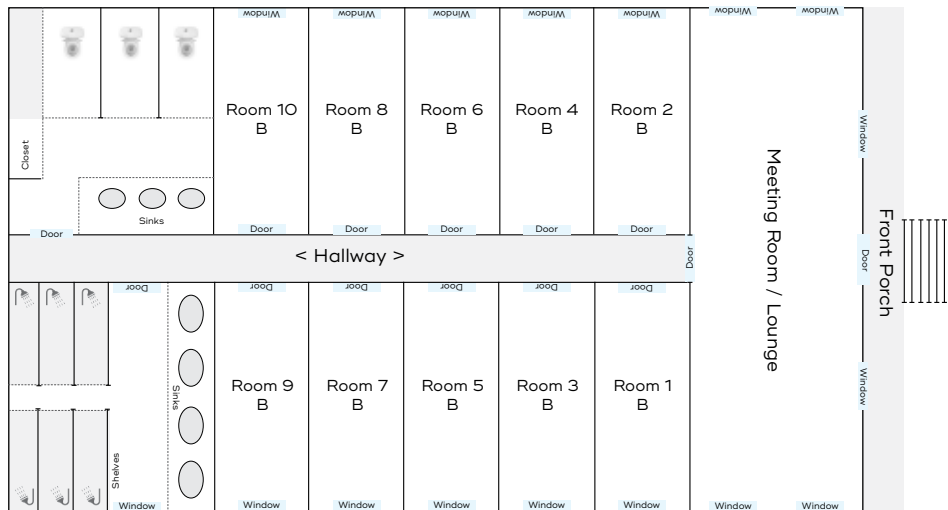 Window Window Window Window Window Window Window
Room 10
B
Room 8
B
Room 6
B
Room 4
B
Room 2
B
Window
Closet
Sinks
Meeting Room / Lounge
Front Porch
Door Door Door Door Door Door
< Hallway >
Door
Door
Door Door Door Door Door Door
Room 9
B
Room 7
B
Room 5
B
Room 3
B
Room 1
B
Window
Sinks
Shelves
Window Window Window Window Window Window Window Window